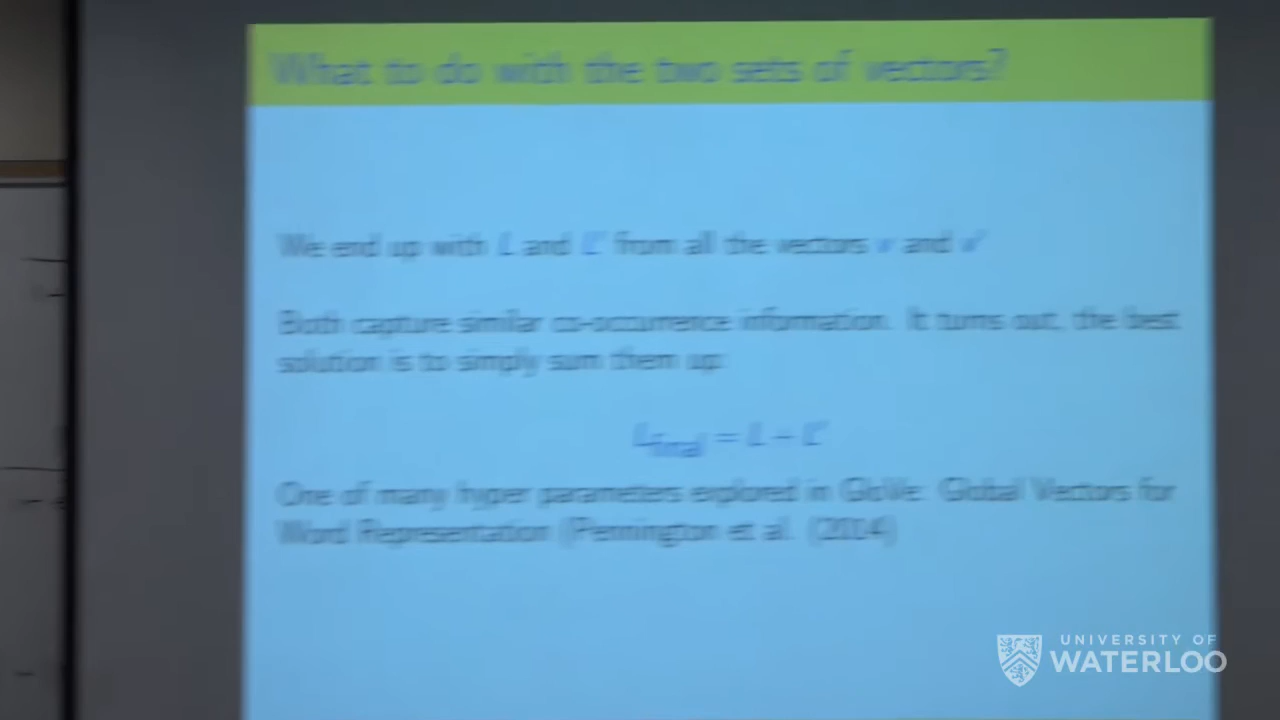 What to do with the two sets of vectors?
We end up with L and L' from all the vectors v and v'
Both capture similar co-occurrence information. It turns out, the best
solution is to simply sum them up:
L_final = L + L'
One of many hyper parameters explored in GloVe: Global Vectors for
Word Representation (Pennington et al. (2014)
UNIVERSITY OF
WATERLOO